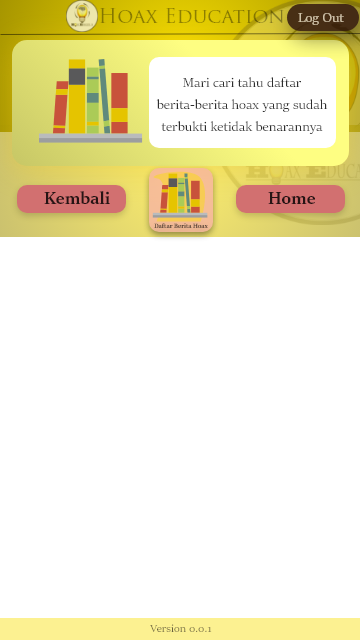 Hoax Education
Log Out
Mari cari tahu daftar
berita-berita hoax yang sudah
terbukti ketidak benarannya
Kembali
Daftar Berita Hoax
Home
Version 0.0.1